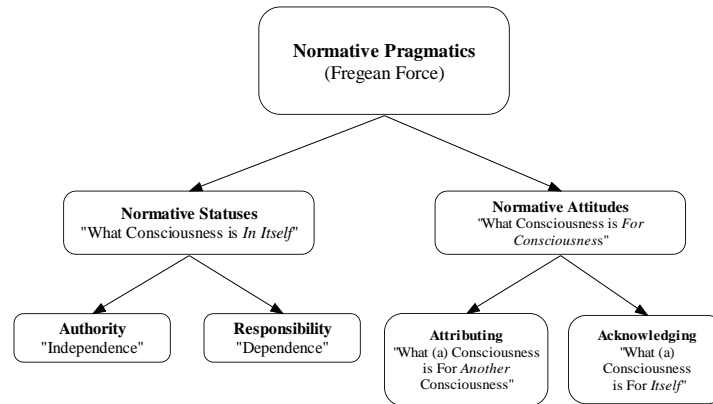 Normative Pragmatics
(Fregean Force)
Normative Statuses
"What Consciousness is In Itself"
Normative Attitudes
"What Consciousness is For
Consciousness"
Authority
"Independence"
Responsibility
"Dependence"
Attributing
"What (a) Consciousness
is For Another
Consciousness"
Acknowledging
"What (a)
Consciousness
is For Itself"